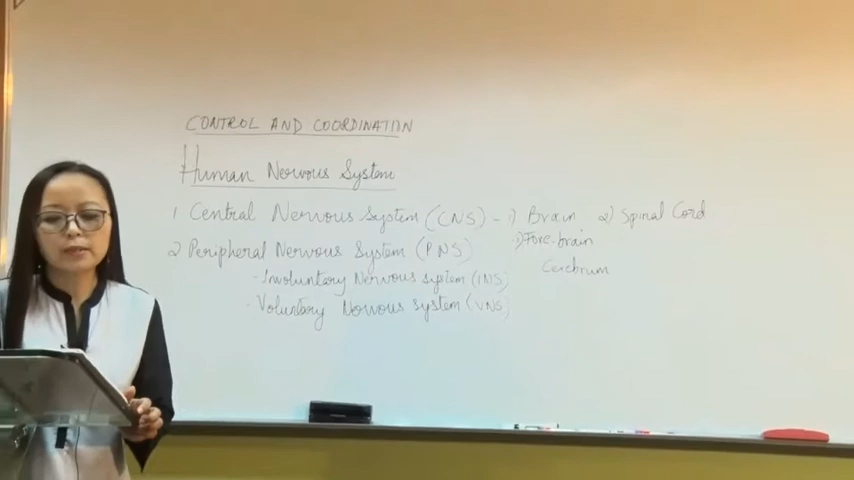 CONTROL AND COORDINATION
Human Nervous System
1 Central Nervous System (CNS) - 1) Brain 2) Spinal Cord
i) Fore-brain
2 Peripheral Nervous System (PNS)
Cerebrum
- Involuntary Nervous System (INS)
- Voluntary Nervous System (VNS)